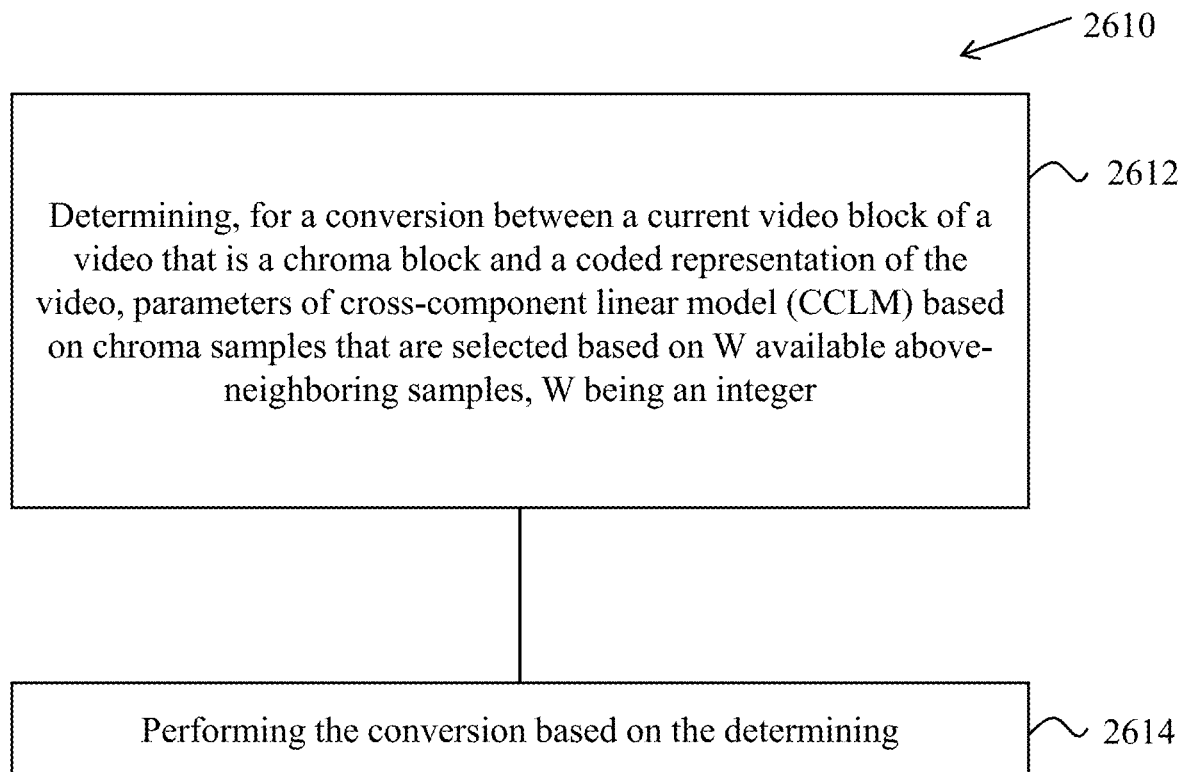 2610
Determining, for a conversion between a current video block of a
video that is a chroma block and a coded representation of the
video, parameters of cross-component linear model (CCLM) based
on chroma samples that are selected based on W available above-
neighboring samples, W being an integer
2612
Performing the conversion based on the determining
2614